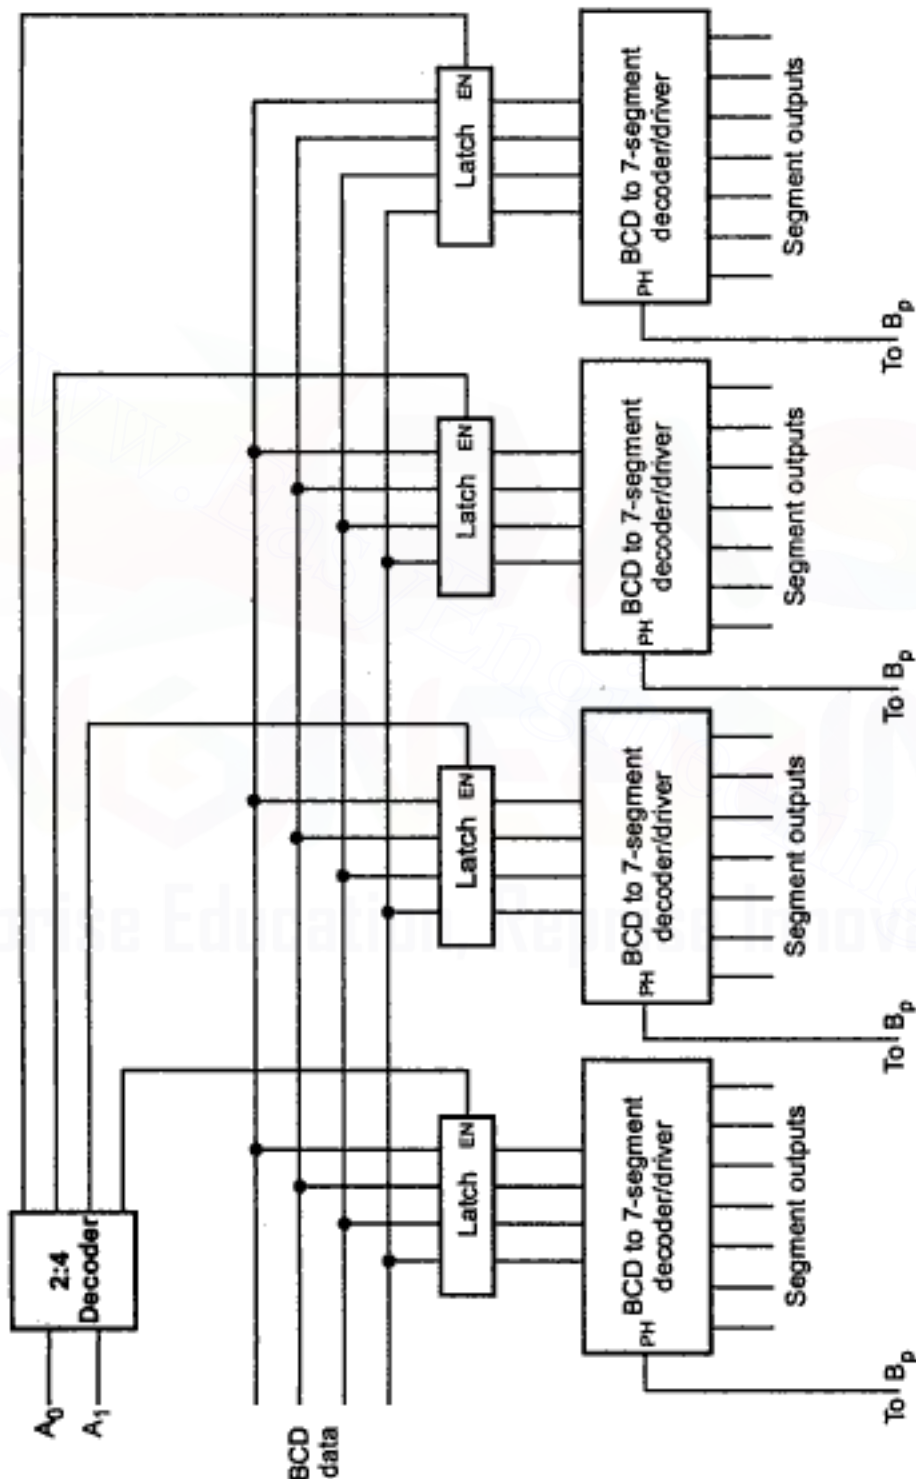 A0
A1
2:4
Decoder
BCD
data
Latch EN
Latch EN
Latch EN
Latch EN
PH
BCD to 7-segment
decoder/driver
PH
BCD to 7-segment
decoder/driver
PH
BCD to 7-segment
decoder/driver
PH
BCD to 7-segment
decoder/driver
Segment outputs
Segment outputs
Segment outputs
Segment outputs
To Bp
To Bp
To Bp
To Bp
Education, Reprise